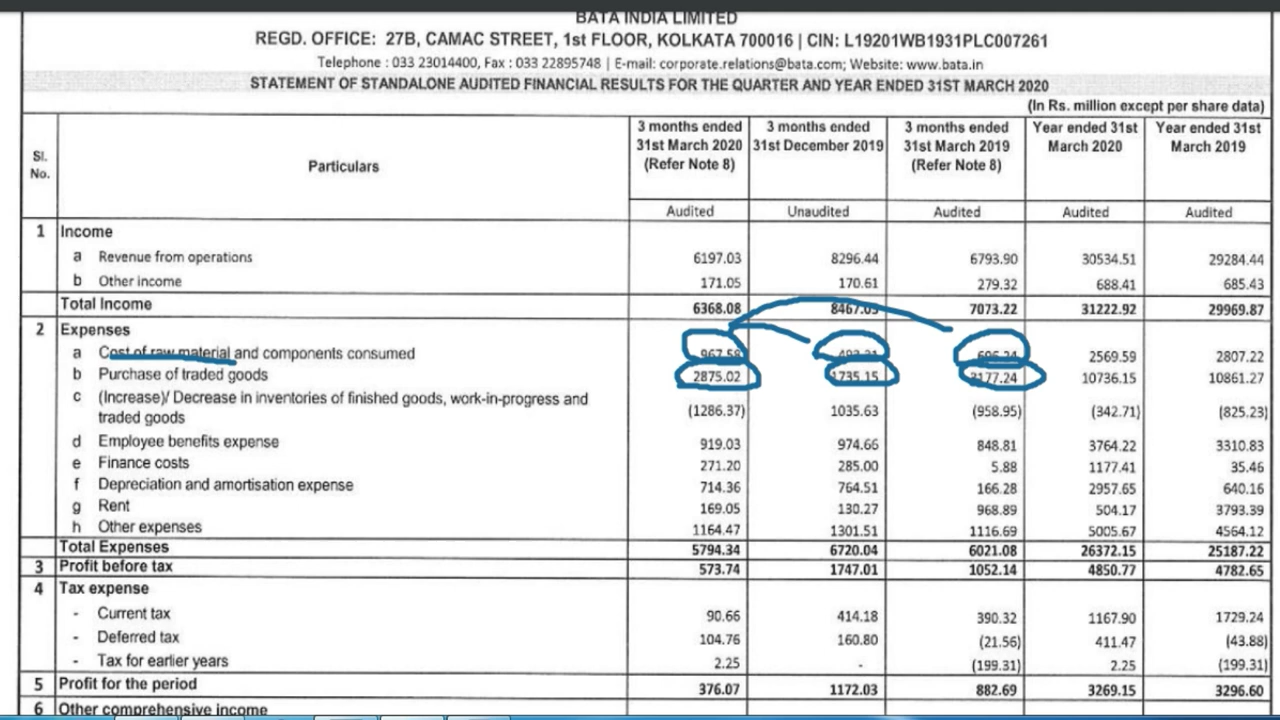 BATA INDIA LIMITED
REGD. OFFICE: 27B, CAMAC STREET, 1st FLOOR, KOLKATA 700016 | CIN: L19201WB1931PLC007261
Telephone : 033 23014400, Fax : 033 22895748 | E-mail: corporate.relations@bata.com; Website: www.bata.in
STATEMENT OF STANDALONE AUDITED FINANCIAL RESULTS FOR THE QUARTER AND YEAR ENDED 31ST MARCH 2020
(In Rs. million except per share data)
Sl. No. Particulars 3 months ended 31st March 2020 (Refer Note 8) 3 months ended 31st December 2019 3 months ended 31st March 2019 (Refer Note 8) Year ended 31st March 2020 Year ended 31st March 2019
Audited Unaudited Audited Audited Audited
1 Income
a Revenue from operations 6197.03 8296.44 6793.90 30534.51 29284.44
b Other income 171.05 170.61 279.32 688.41 685.43
Total Income 6368.08 8467.05 7073.22 31222.92 29969.87
2 Expenses
a Cost of raw material and components consumed 967.58 2569.59 2807.22
b Purchase of traded goods 2875.02 1735.15 3177.24 10736.15 10861.27
c (Increase)/ Decrease in inventories of finished goods, work-in-progress and
traded goods (1286.37) 1035.63 (958.95) (342.71) (825.23)
d Employee benefits expense 919.03 974.66 848.81 3764.22 3310.83
e Finance costs 271.20 285.00 5.88 1177.41 35.46
f Depreciation and amortisation expense 714.36 764.51 166.28 2957.65 640.16
g Rent 169.05 130.27 968.89 504.17 3793.39
h Other expenses 1164.47 1301.51 1116.69 5005.67 4564.12
Total Expenses 5794.34 6720.04 6021.08 26372.15 25187.22
3 Profit before tax 573.74 1747.01 1052.14 4850.77 4782.65
4 Tax expense
- Current tax 90.66 414.18 390.32 1167.90 1729.24
- Deferred tax 104.76 160.80 (21.56) 411.47 (43.88)
- Tax for earlier years 2.25 - (199.31) 2.25 (199.31)
5 Profit for the period 376.07 1172.03 882.69 3269.15 3296.60
6 Other comprehensive income